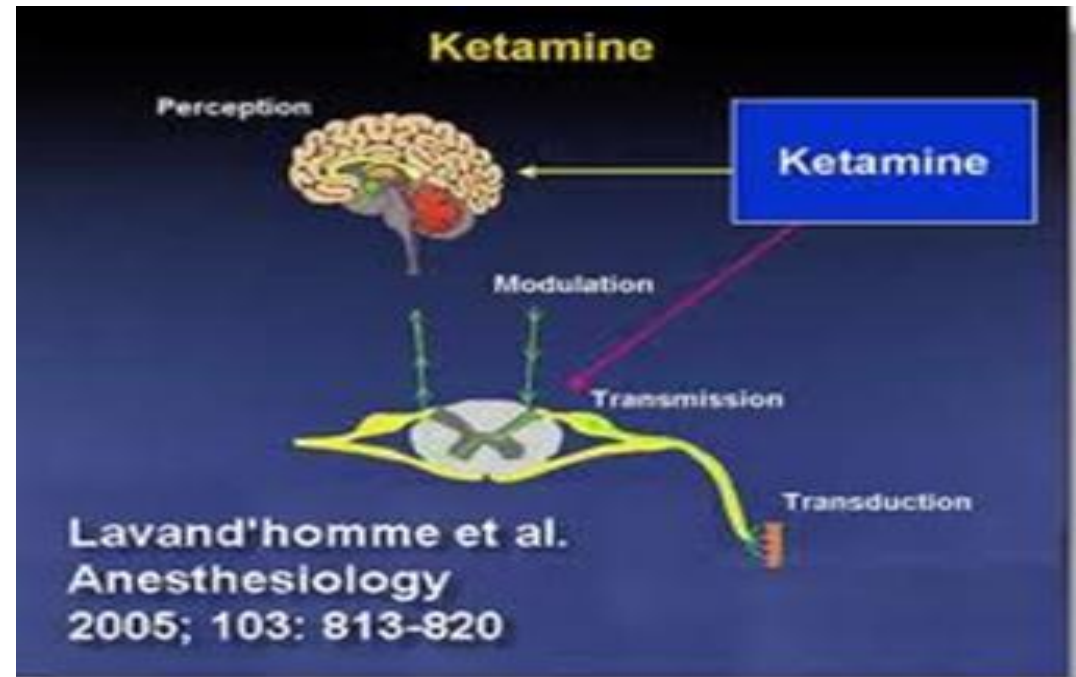 Ketamine
Perception
Ketamine
Modulation
Transmission
Transduction
Lavand'homme et al.
Anesthesiology
2005; 103: 813-820